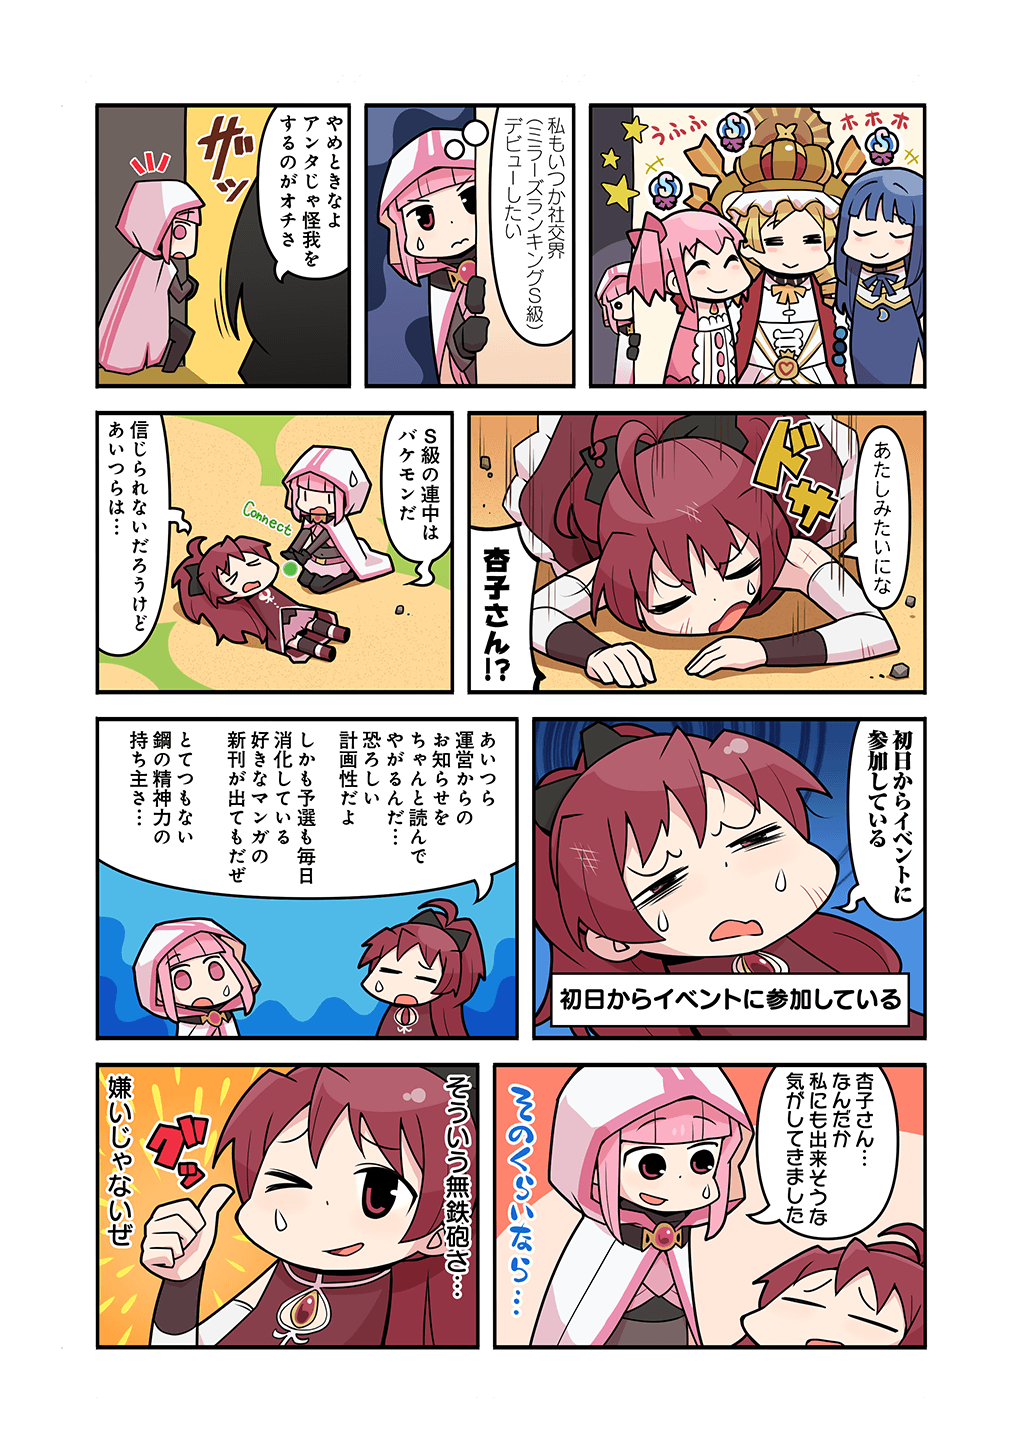 ホホホ
うふふ
S
S
S
私もいつか社交界
（ミラーズランキングS級）
デビューしたい
やめときなよ
アンタじゃ怪我を
するのがオチさ
ザッ
あたしみたいにな
ドサ
杏子さん!?
S級の連中は
バケモンだ
Connect
信じられないだろうけど
あいつらは…
初日からイベントに
参加している
初日からイベントに参加している
あいつら
運営からの
お知らせを
ちゃんと読んで
やがるんだ…
恐ろしい
計画性だよ
しかも予選も毎日
消化している
好きなマンガの
新刊が出てもだぜ
とてつもない
鋼の精神力の
持ち主さ…
杏子さん…
なんだか
私にも出来そうな
気がしてきました
そのくらいなら…
そういう無鉄砲さ…
グッ
嫌いじゃないぜ